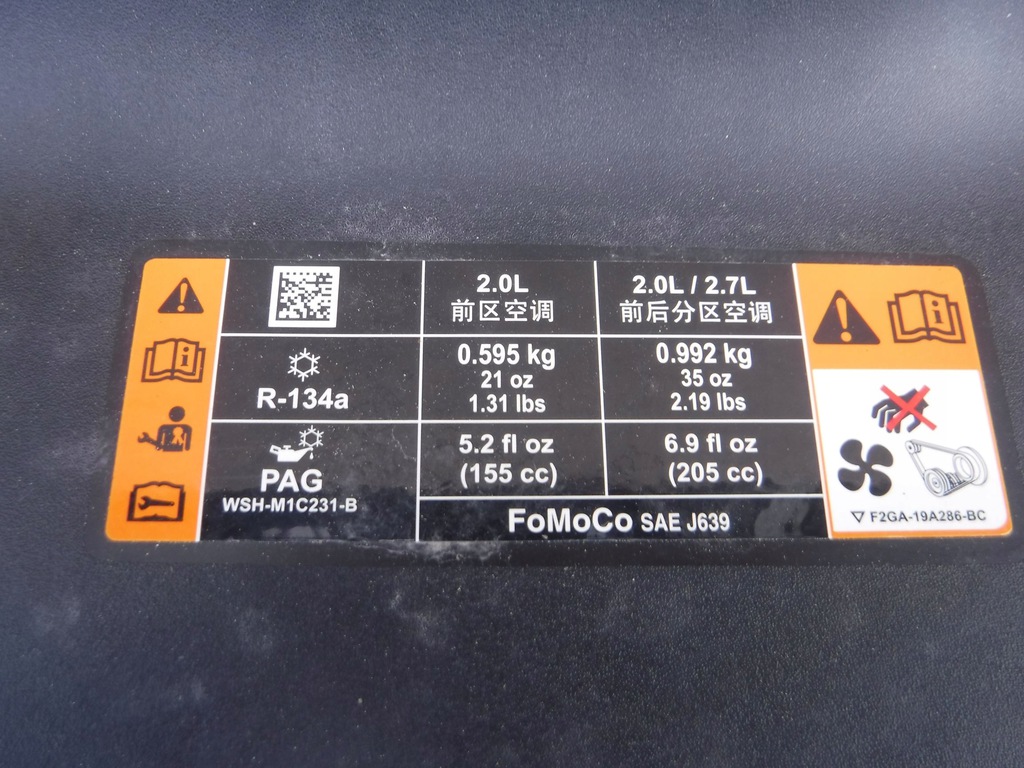 2.0L
前区空调
2.0L / 2.7L
前后分区空调
R-134a
0.595 kg
21 oz
1.31 lbs
0.992 kg
35 oz
2.19 lbs
PAG
WSH-M1C231-B
5.2 fl oz
(155 cc)
6.9 fl oz
(205 cc)
FoMoCo SAE J639
F2GA-19A286-BC